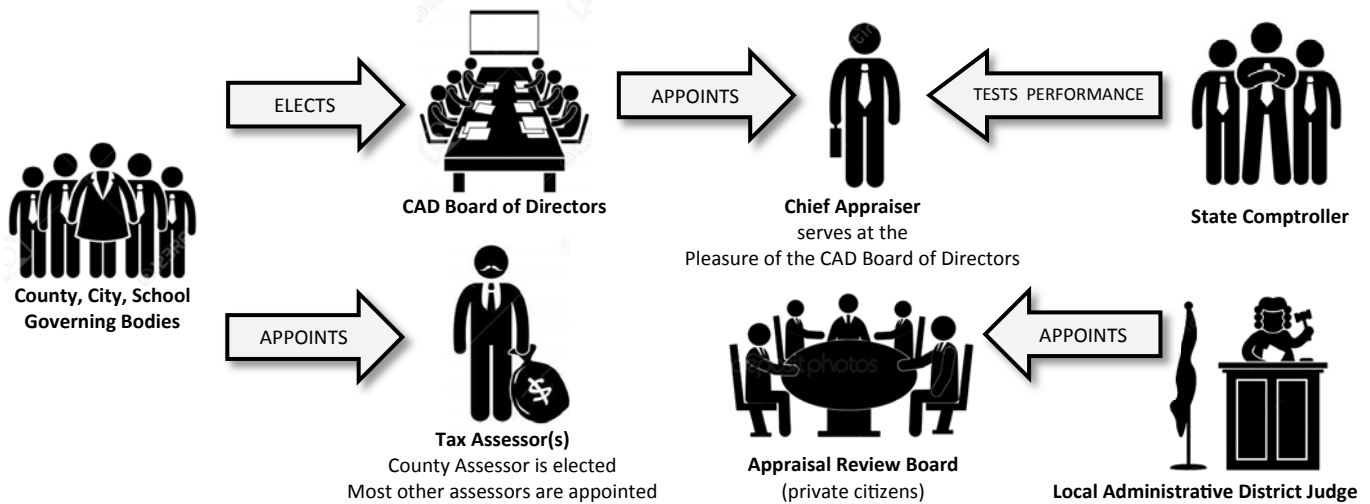 ELECTS
APPOINTS
TESTS PERFORMANCE
CAD Board of Directors
Chief Appraiser
serves at the
Pleasure of the CAD Board of Directors
State Comptroller
County, City, School
Governing Bodies
APPOINTS
APPOINTS
Tax Assessor(s)
County Assessor is elected
Most other assessors are appointed
depositphotos
Appraisal Review Board
(private citizens)
Local Administrative District Judge